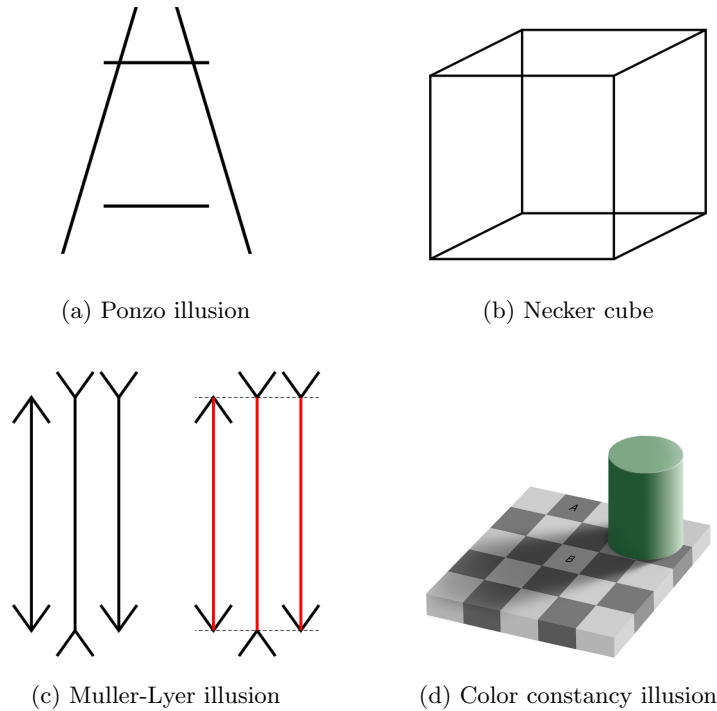 (a) Ponzo illusion
(b) Necker cube
A
B
(c) Muller-Lyer illusion
(d) Color constancy illusion